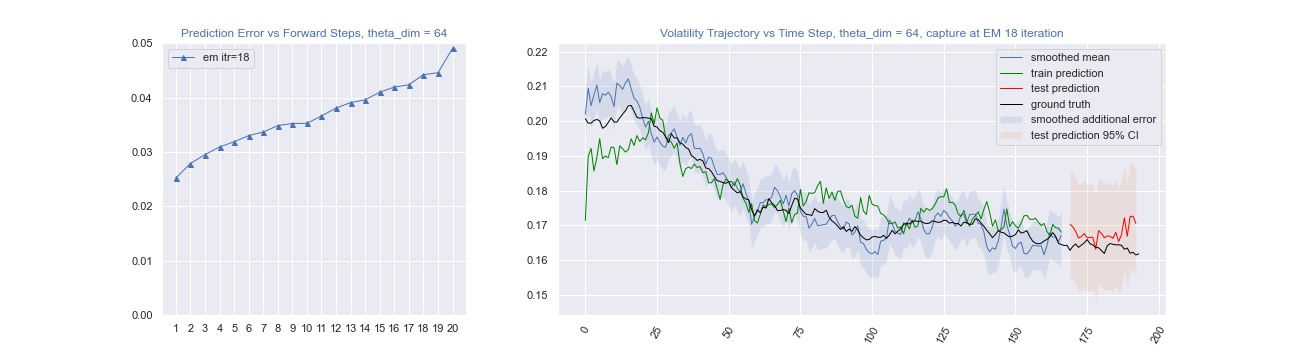 Prediction Error vs Forward Steps, theta_dim = 64
0.05
0.04
0.03
0.02
0.01
0.00
em itr=18
1 2 3 4 5 6 7 8 9 10 11 12 13 14 15 16 17 18 19 20
Volatility Trajectory vs Time Step, theta_dim = 64, capture at EM 18 iteration
0.22
0.21
0.20
0.19
0.18
0.17
0.16
0.15
smoothed mean
train prediction
test prediction
ground truth
smoothed additional error
test prediction 95% CI
0 25 50 75 100 125 150 175 200